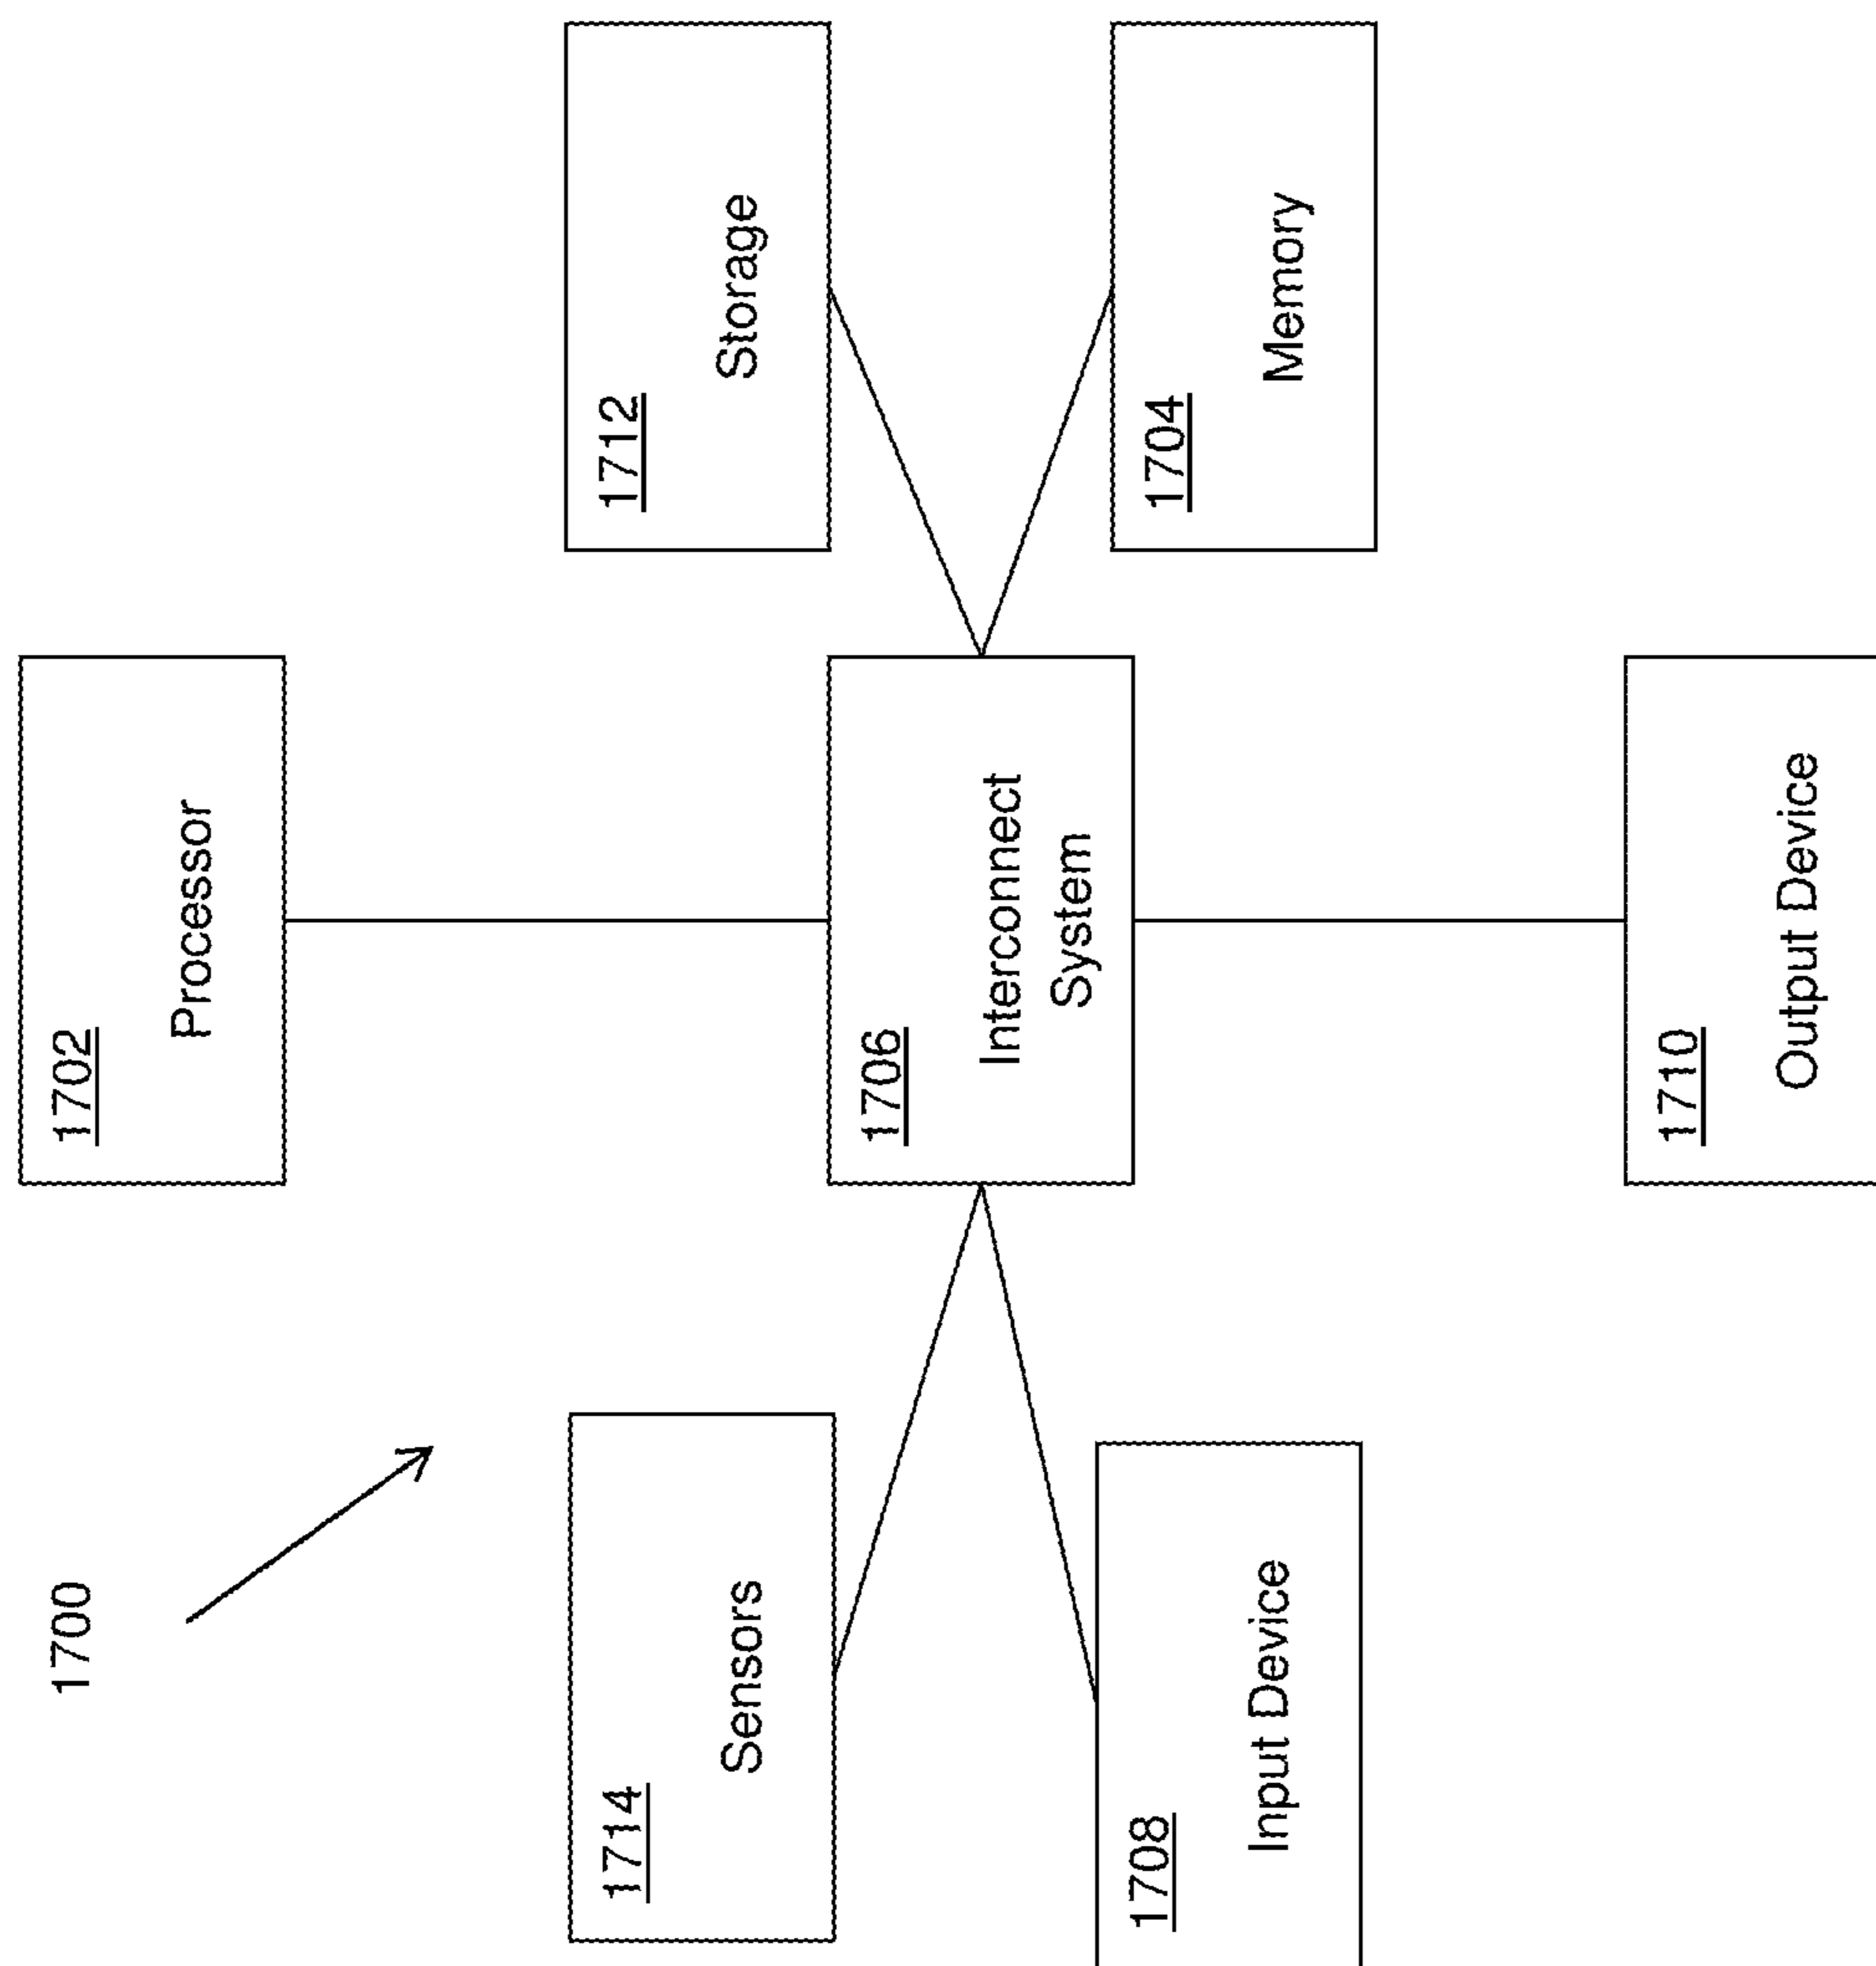 1700
1702
Processor
1714
Sensors
1712
Storage
1706
Interconnect
System
1708
Input Device
1704
Memory
1710
Output Device